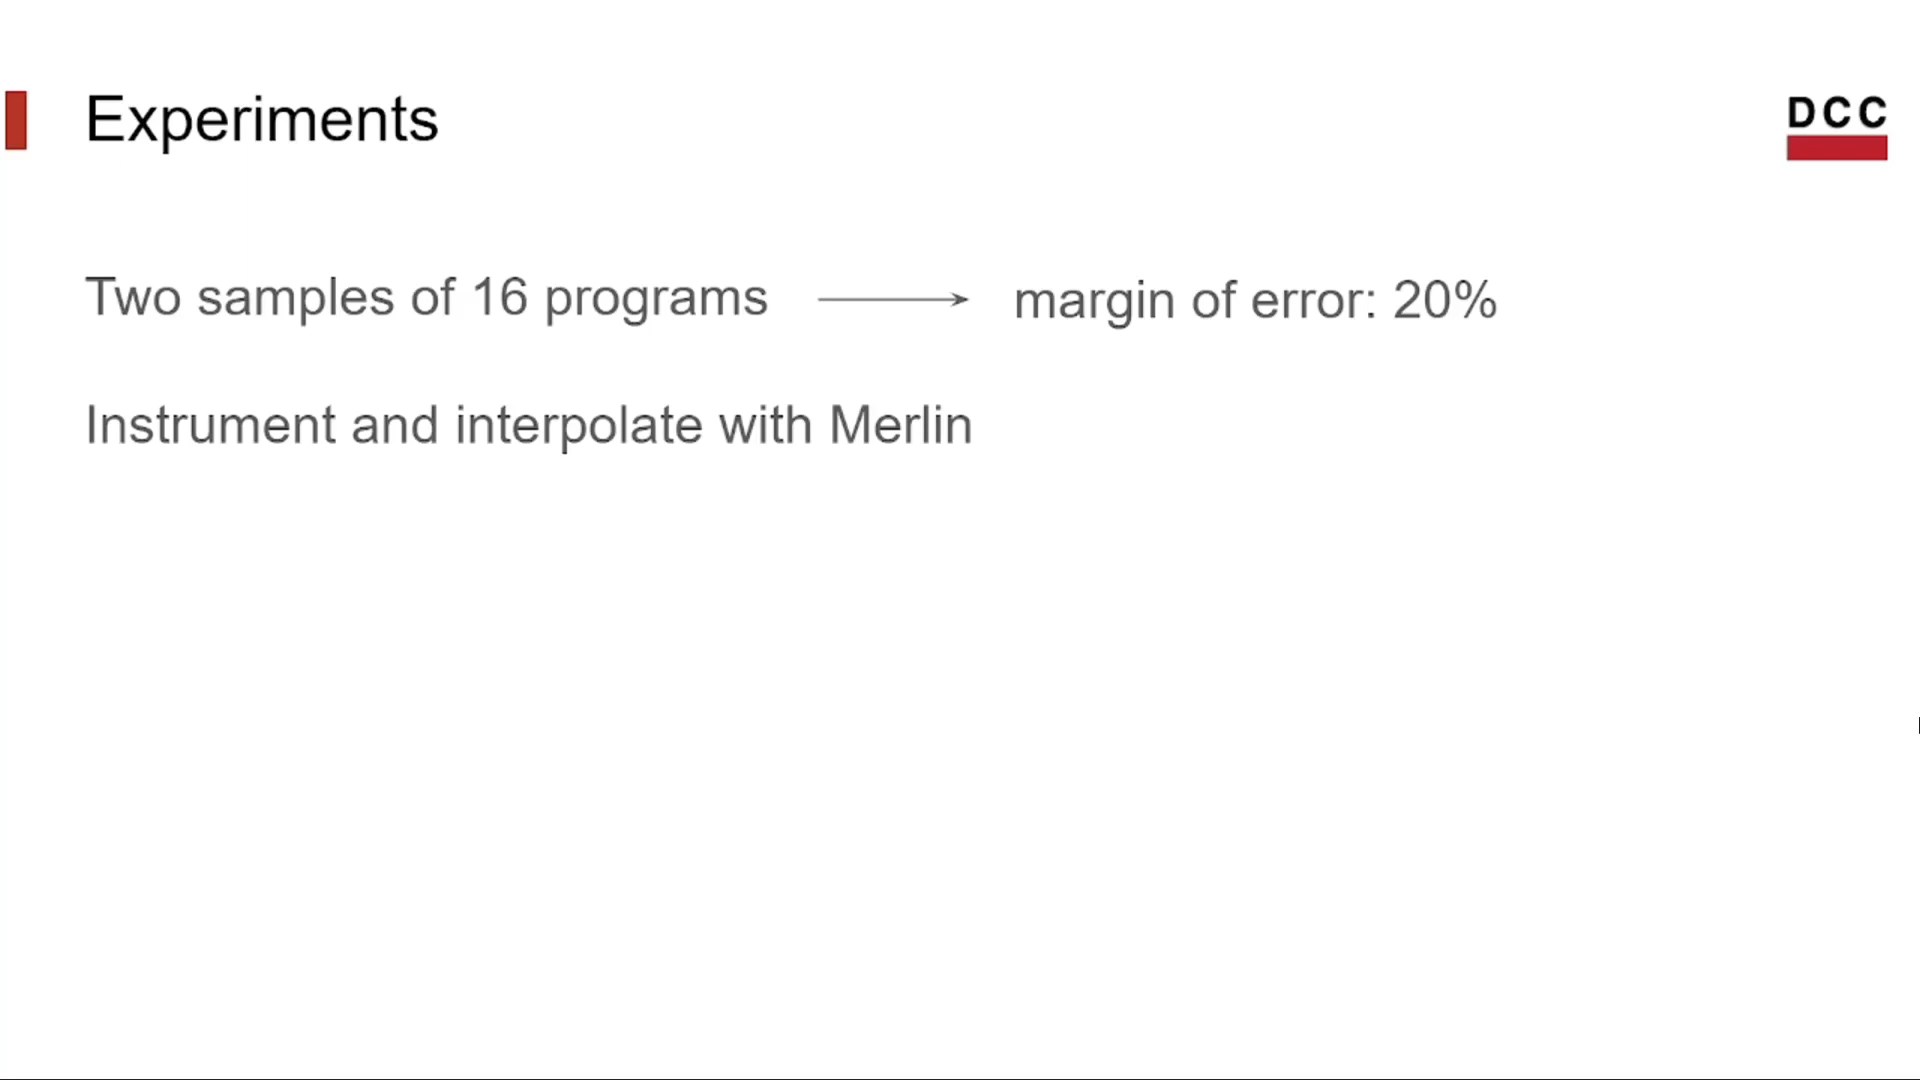 Experiments
DCC
Two samples of 16 programs
margin of error: 20%
Instrument and interpolate with Merlin